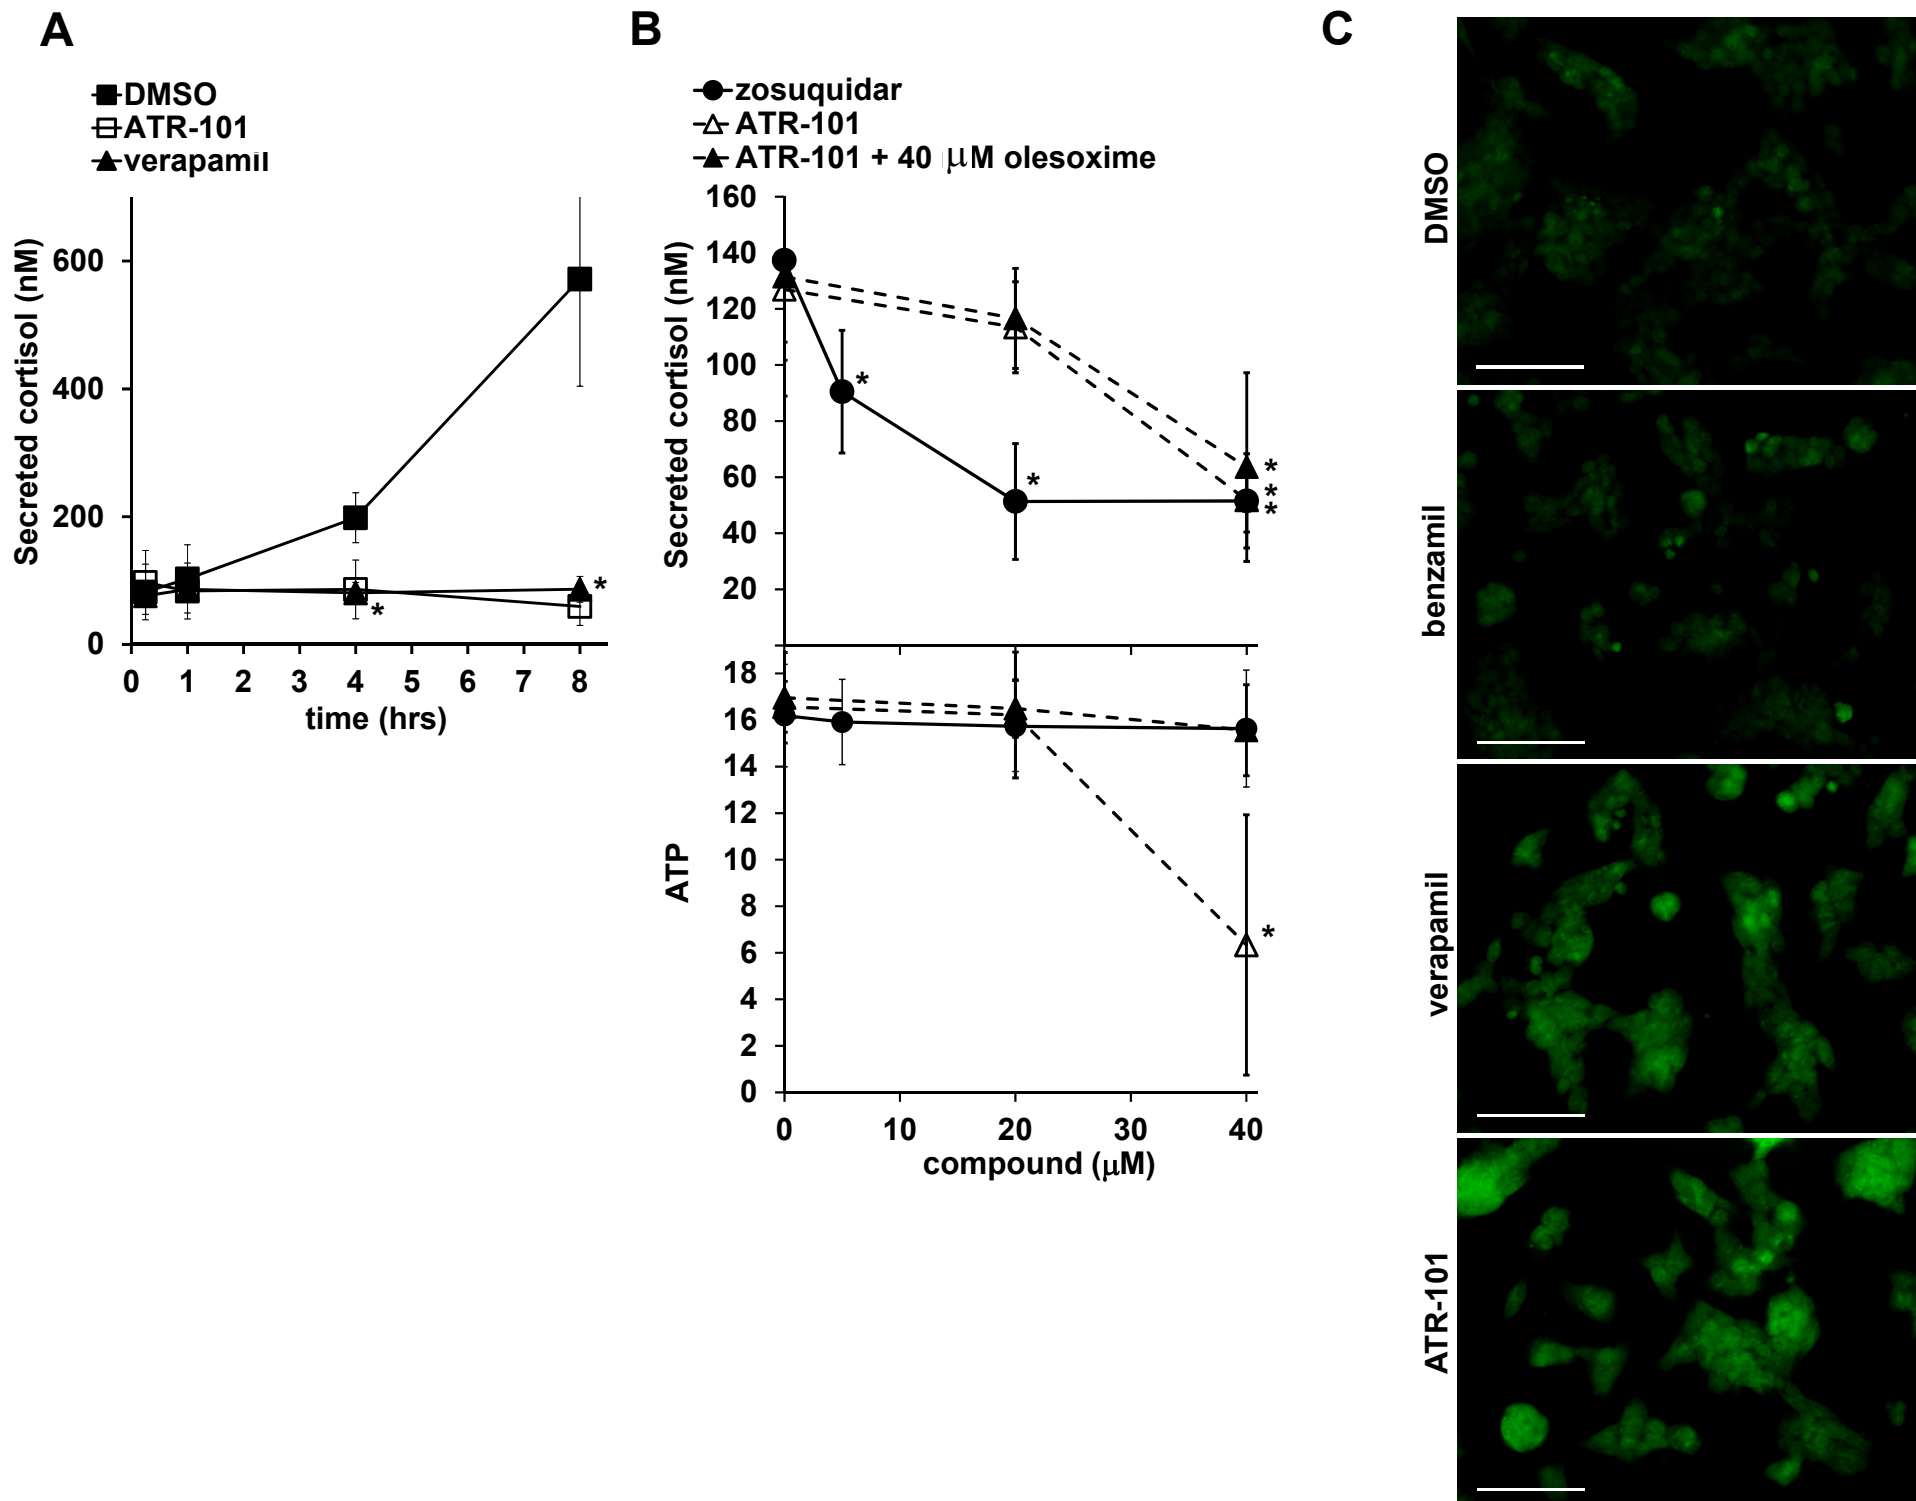 A
DMSO
ATR-101
verapamil
Secreted cortisol (nM)
600
400
200
0
*
*
0 1 2 3 4 5 6 7 8
time (hrs)
B
zosuquidar
ATR-101
ATR-101 + 40 μM olesoxime
Secreted cortisol (nM)
160
140
120
100
80
60
40
20
*
*
*
*
*
ATP
18
16
14
12
10
8
6
4
2
0
*
0 10 20 30 40
compound (μM)
C
DMSO
benzamil
verapamil
ATR-101